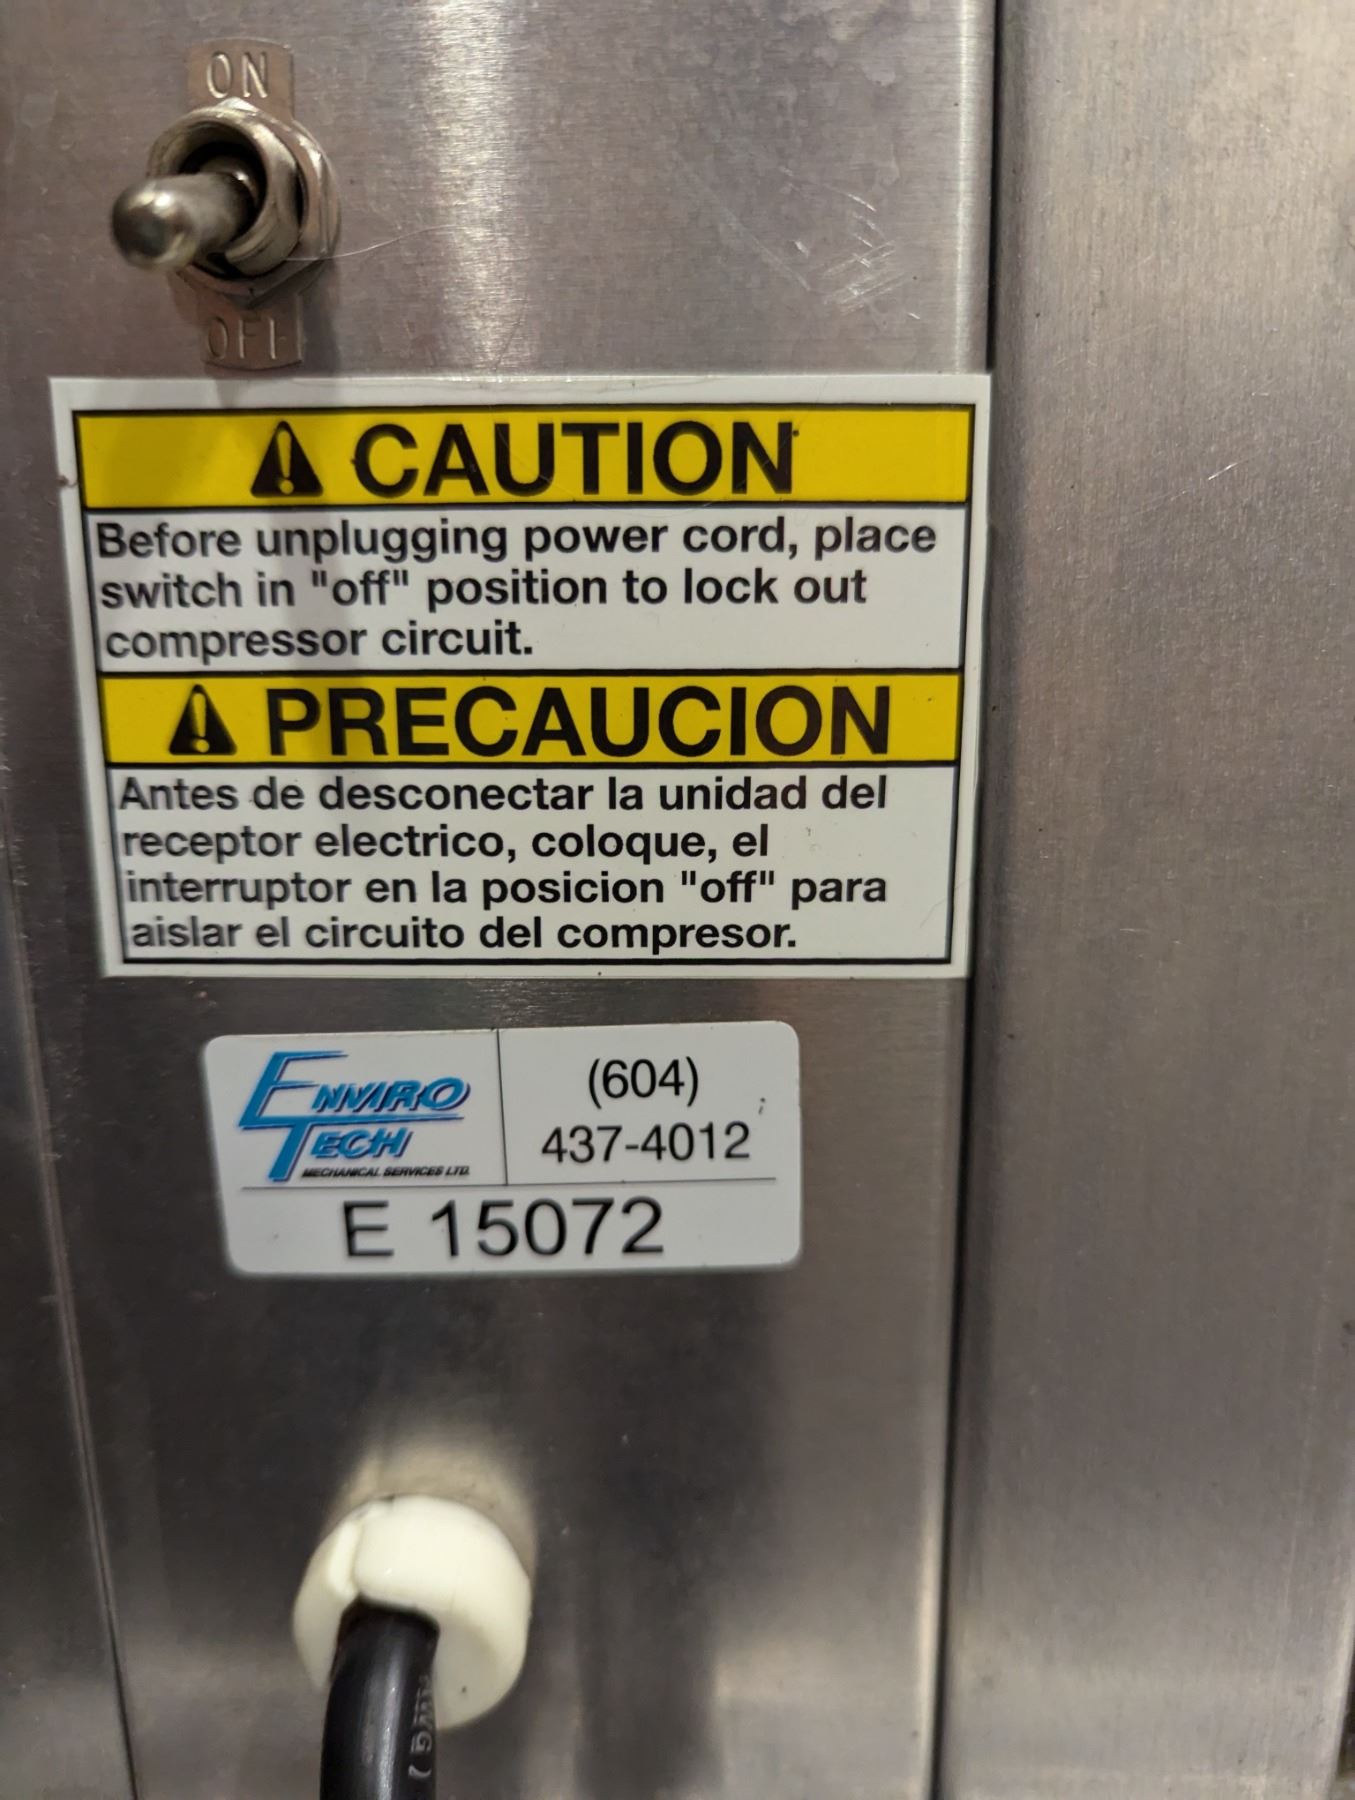 ON
OFF
CAUTION
Before unplugging power cord, place
switch in "off" position to lock out
compressor circuit.
PRECAUCION
Antes de desconectar la unidad del
receptor electrico, coloque, el
interruptor en la posicion "off" para
aislar el circuito del compresor.
ENVIRO
TECH
MECHANICAL SERVICES LTD.
(604)
437-4012
E 15072